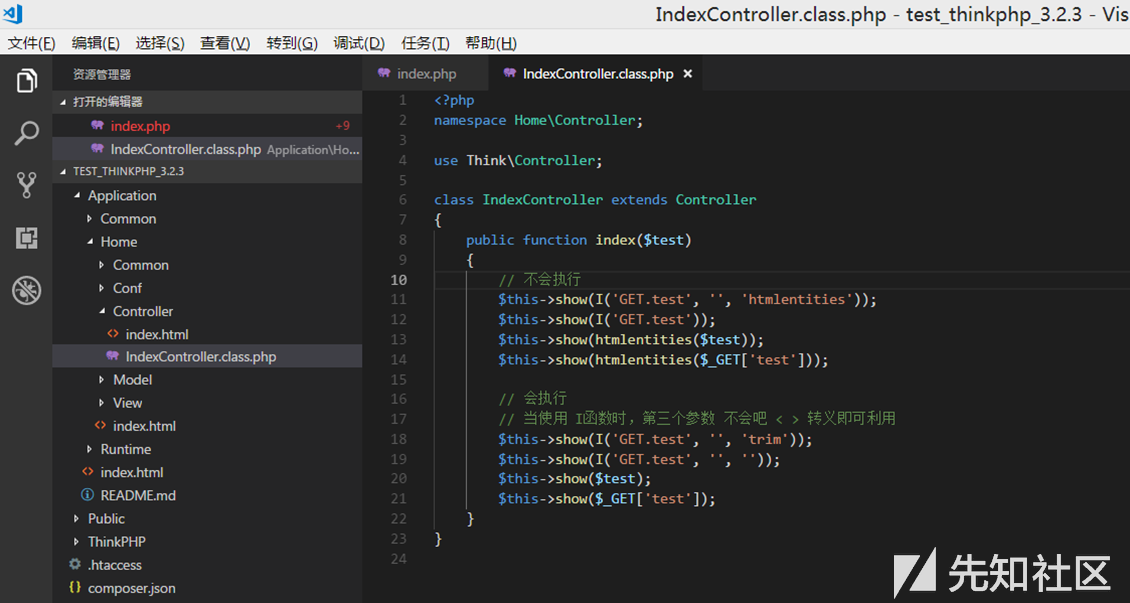 IndexController.class.php - test_thinkphp_3.2.3 - Vis
文件(F) 编辑(E) 选择(S) 查看(V) 转到(G) 调试(D) 任务(T) 帮助(H)
资源管理器
打开的编辑器
index.php +9
IndexController.class.php Application\Ho...
TEST_THINKPHP_3.2.3
Application
Common
Home
Common
Conf
Controller
index.html
IndexController.class.php
Model
View
index.html
Runtime
index.html
README.md
Public
ThinkPHP
.htaccess
composer.json
index.php IndexController.class.php ×
1 <?php
2 namespace Home\Controller;
3
4 use Think\Controller;
5
6 class IndexController extends Controller
7 {
8 public function index($test)
9 {
10 // 不会执行
11 $this->show(I('GET.test', '', 'htmlentities'));
12 $this->show(I('GET.test'));
13 $this->show(htmlentities($test));
14 $this->show(htmlentities($_GET['test']));
15
16 // 会执行
17 // 当使用 I函数时，第三个参数 不会吧 < > 转义即可利用
18 $this->show(I('GET.test', '', 'trim'));
19 $this->show(I('GET.test', '', ''));
20 $this->show($test);
21 $this->show($_GET['test']);
22 }
23 }
24
先知社区